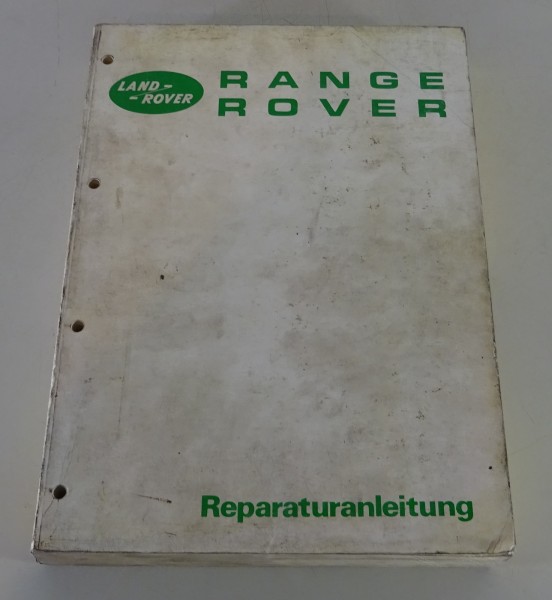 LAND-
-ROVER
RANGE
ROVER
Reparaturanleitung